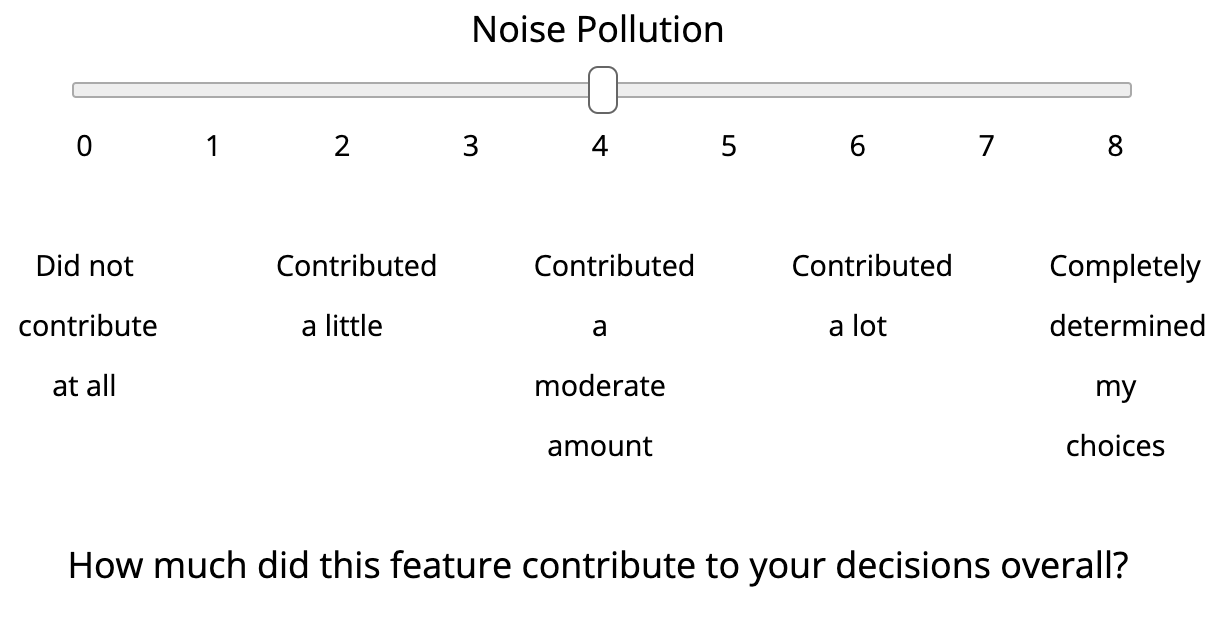 Noise Pollution
0 1 2 3 4 5 6 7 8
Did not Contributed Contributed Contributed Completely
contribute a little a a lot determined
at all moderate my
amount choices
How much did this feature contribute to your decisions overall?